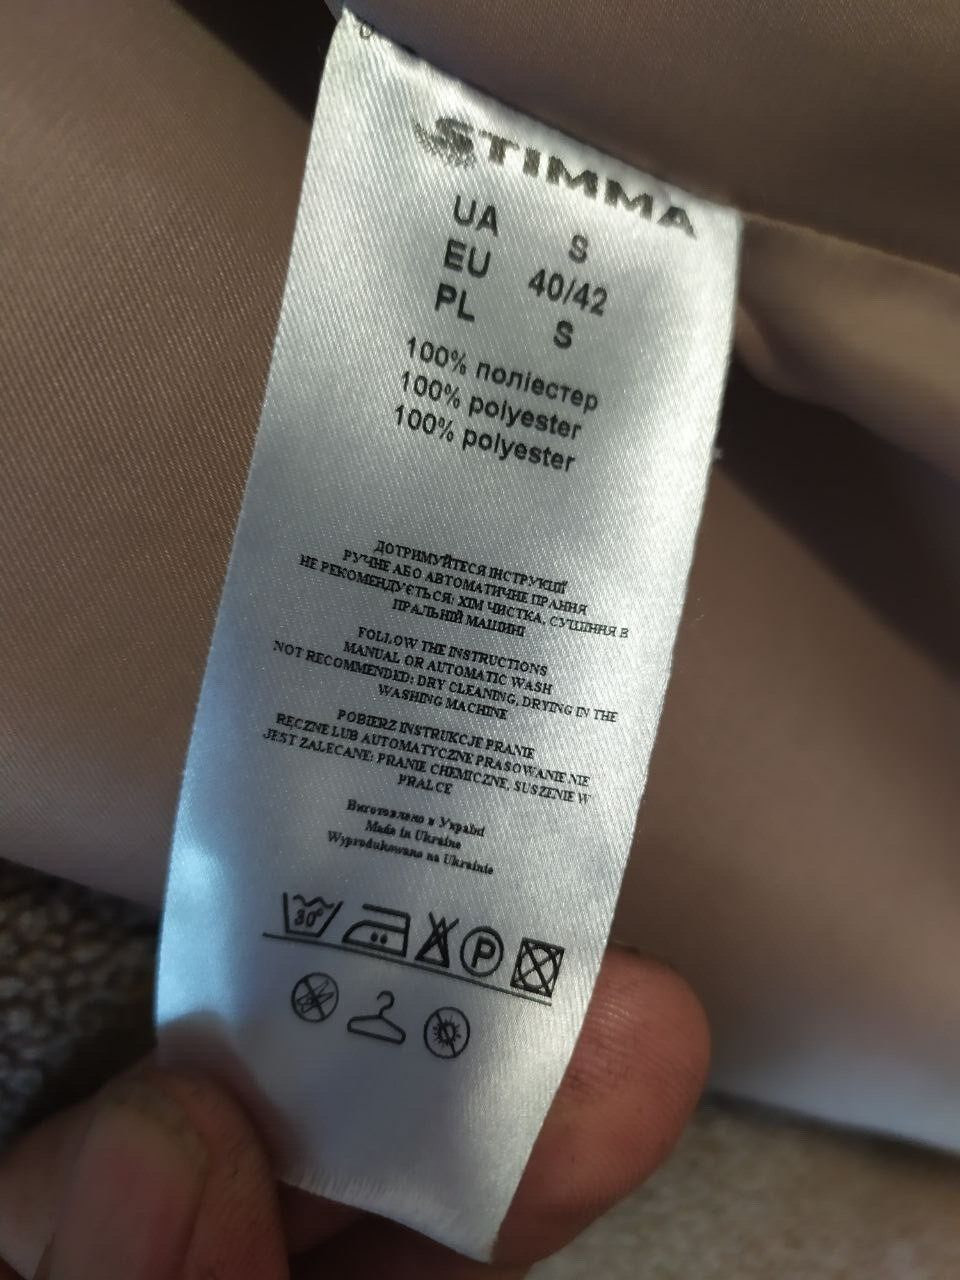 STIMMA
UA S
EU 40/42
PL S
100% поліестер
100% polyester
100% polyester
ДОТРИМУЙТЕСЯ ІНСТРУКЦІЇ
РУЧНЕ АБО АВТОМАТИЧНЕ ПРАННЯ
НЕ РЕКОМЕНДУЄТЬСЯ: ХІМ ЧИСТКА, СУШІННЯ В
ПРАЛЬНІЙ МАШИНІ
FOLLOW THE INSTRUCTIONS
MANUAL OR AUTOMATIC WASH
NOT RECOMMENDED: DRY CLEANING, DRYING IN THE
WASHING MACHINE
POBIERZ INSTRUKCJE PRANIE
RĘCZNE LUB AUTOMATYCZNE PRASOWANIE NIE
JEST ZALECANE: PRANIE CHEMICZNE, SUSZENIE W
PRALCE
Виготовлено в Україні
Made in Ukraine
Wyprodukowano na Ukrainie
30°
P